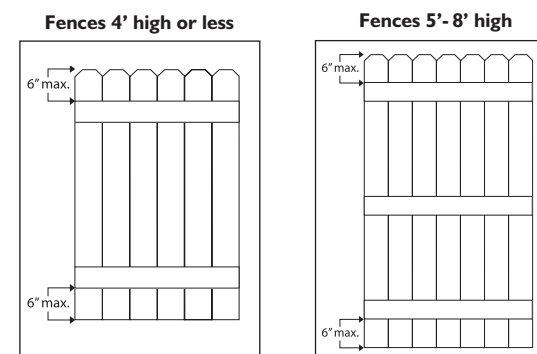 Fences 4’ high or less
6” max.
6” max.
Fences 5’- 8’ high
6” max.
6” max.